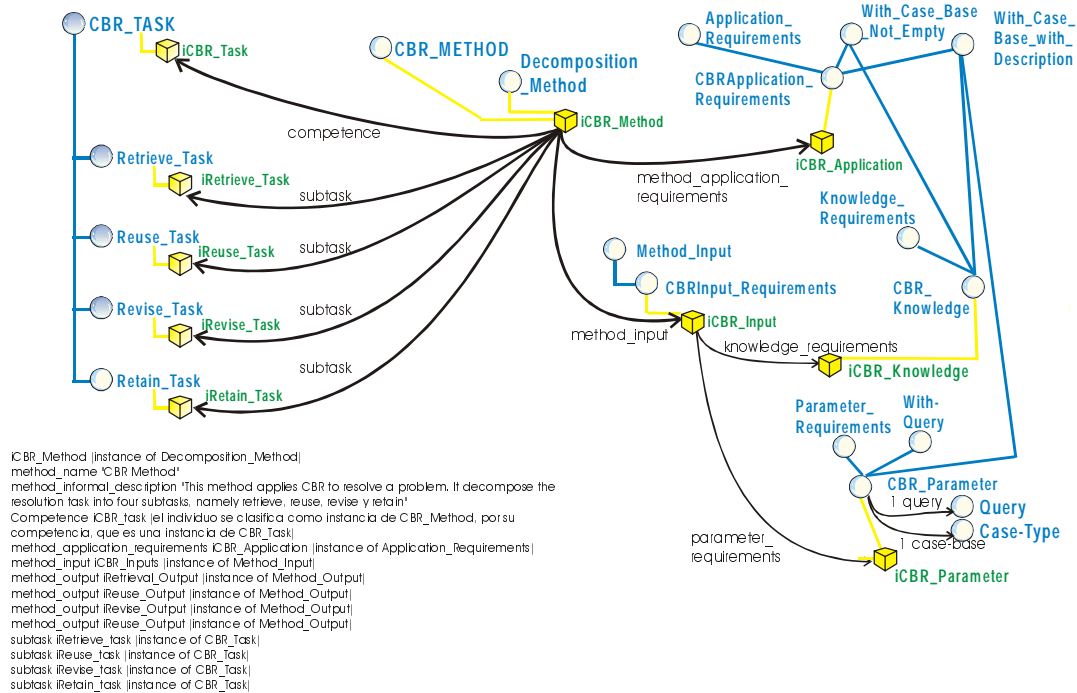 CBR_TASK
iCBR_Task
CBR_METHOD
Decomposition
_Method
iCBR_Method
Application_
Requirements
With_Case_Base
_Not_Empty
With_Case_
Base_with_
Description
CBRApplication_
Requirements
iCBR_Application
competence
Retrieve_Task
iRetrieve_Task
subtask
method_application_
requirements
Knowledge_
Requirements
Reuse_Task
iReuse_Task
subtask
Method_Input
CBRInput_Requirements
CBR_
Knowledge
Revise_Task
iRevise_Task
subtask
method_input
iCBR_Input
knowledge_requirements
iCBR_Knowledge
Retain_Task
iRetain_Task
subtask
Parameter_
Requirements
With-
Query
CBR_Parameter
1 query
Query
1 case-base
Case-Type
parameter_
requirements
iCBR_Parameter
iCBR_Method |instance of Decomposition_Method|
method_name "CBR Method"
method_informal_description "This method applies CBR to resolve a problem. It decompose the
resolution task into four subtasks, namely retrieve, reuse, revise y retain"
Competence iCBR_task |el individuo se clasifica como instancia de CBR_Method, por su
competencia, que es una instancia de CBR_Task|
method_application_requirements iCBR_Application |instance of Application_Requirements|
method_input iCBR_Inputs |instance of Method_Input|
method_output iRetrieval_Output |instance of Method_Output|
method_output iReuse_Output |instance of Method_Output|
method_output iRevise_Output |instance of Method_Output|
method_output iReuse_Output |instance of Method_Output|
subtask iRetrieve_task |instance of CBR_Task|
subtask iReuse_task |instance of CBR_Task|
subtask iRevise_task |instance of CBR_Task|
subtask iRetain_task |instance of CBR_Task|